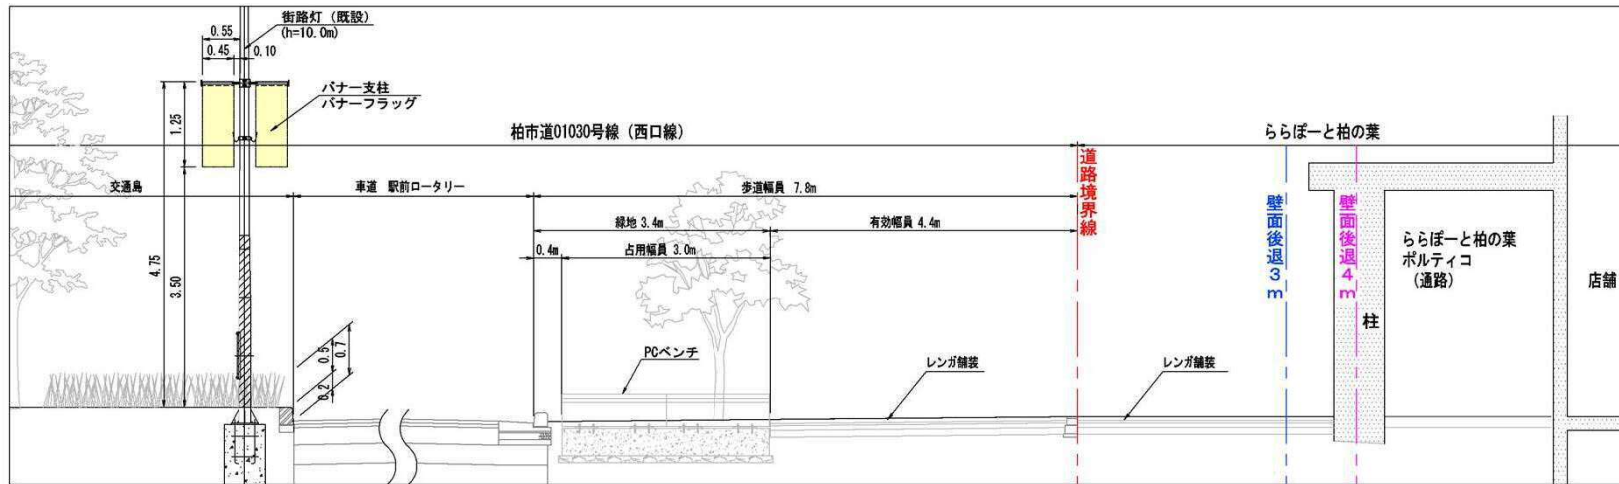 街路灯（既設）
(h=10.0m)
0.55
0.45
0.10
バナー支柱
バナーフラッグ
1.25
柏市道01030号線（西口線）
ららぽーと柏の葉
交通島
車道　駅前ロータリー
歩道幅員　7.8m
道路境界線
緑地 3.4m
有効幅員 4.4m
0.4m
占用幅員 3.0m
壁面後退3m
壁面後退4m
ららぽーと柏の葉
ポルティコ
（通路）
店舗
4.75
3.50
柱
0.5
0.7
0.2
PCベンチ
レンガ舗装
レンガ舗装